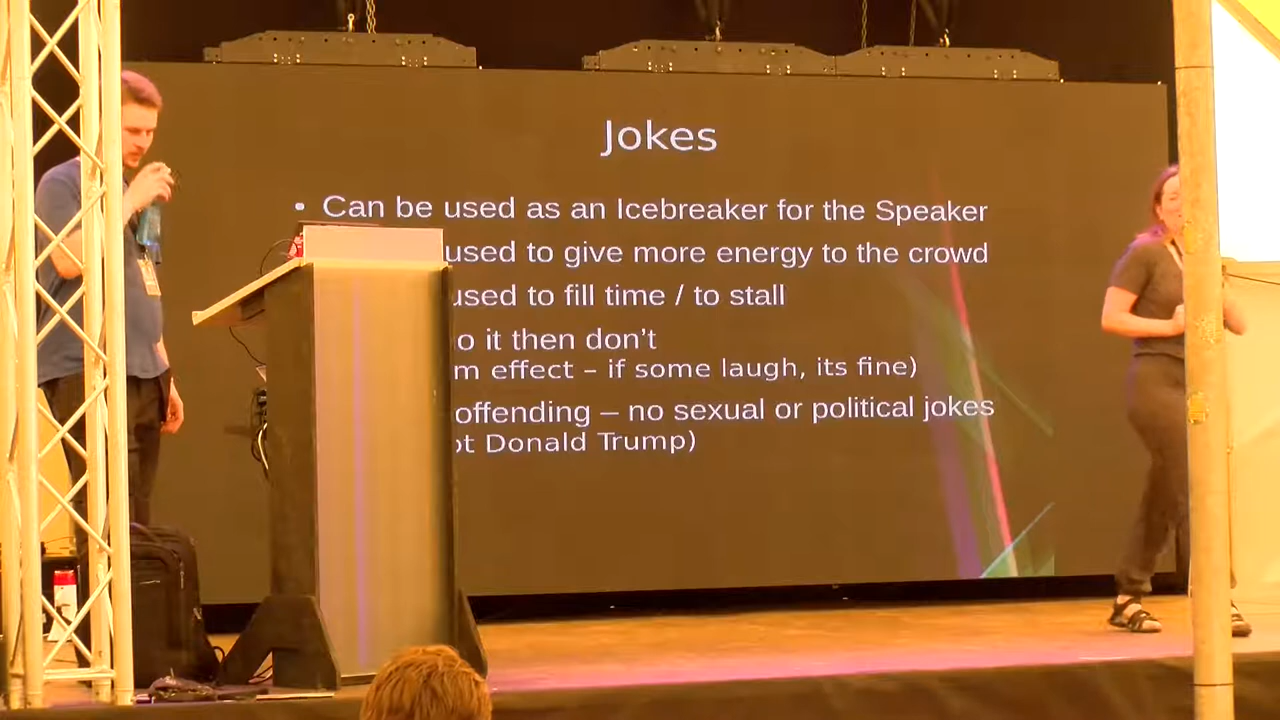 Jokes
• Can be used as an Icebreaker for the Speaker
used to give more energy to the crowd
used to fill time / to stall
o it then don't
m effect – if some laugh, its fine)
offending – no sexual or political jokes
ot Donald Trump)